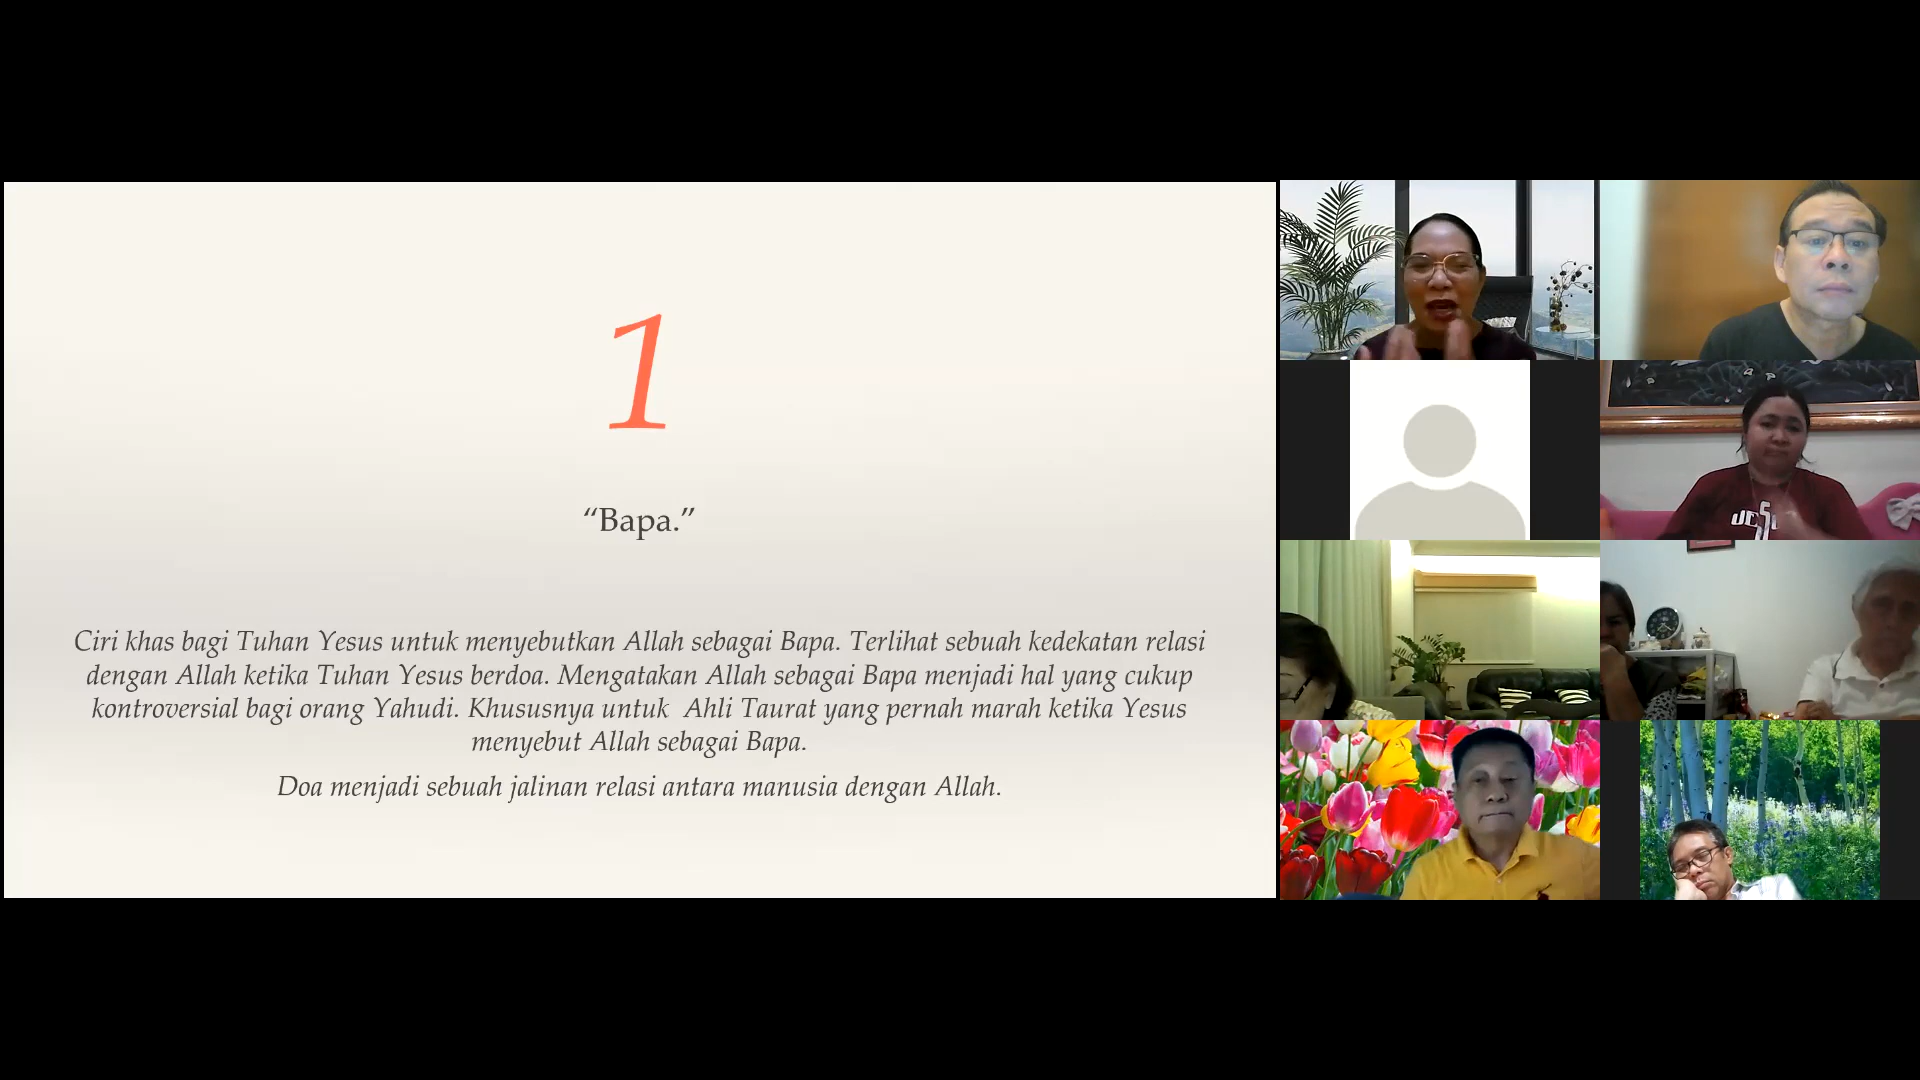 1
“Bapa.”
Ciri khas bagi Tuhan Yesus untuk menyebutkan Allah sebagai Bapa. Terlihat sebuah kedekatan relasi
dengan Allah ketika Tuhan Yesus berdoa. Mengatakan Allah sebagai Bapa menjadi hal yang cukup
kontroversial bagi orang Yahudi. Khususnya untuk  Ahli Taurat yang pernah marah ketika Yesus
menyebut Allah sebagai Bapa.
Doa menjadi sebuah jalinan relasi antara manusia dengan Allah.